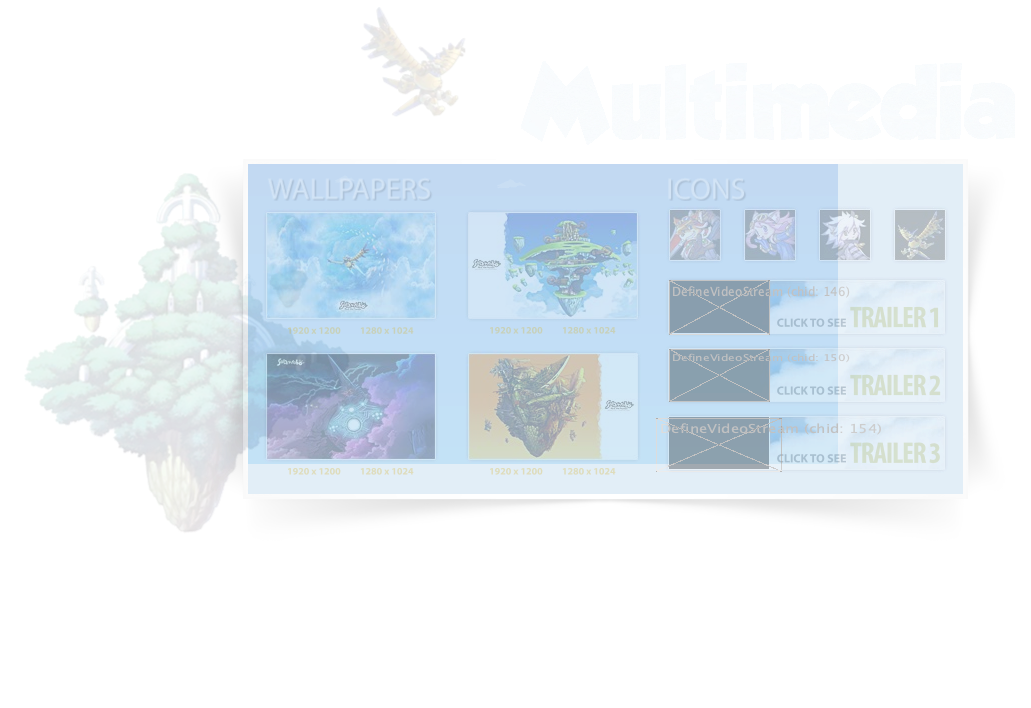 Multimedia
WALLPAPERS
ICONS
1920 x 1200 1280 x 1024
1920 x 1200 1280 x 1024
DefineVideoStream (chid: 146)
CLICK TO SEE TRAILER 1
DefineVideoStream (chid: 150)
CLICK TO SEE TRAILER 2
DefineVideoStream (chid: 154)
CLICK TO SEE TRAILER 3
1920 x 1200 1280 x 1024
1920 x 1200 1280 x 1024